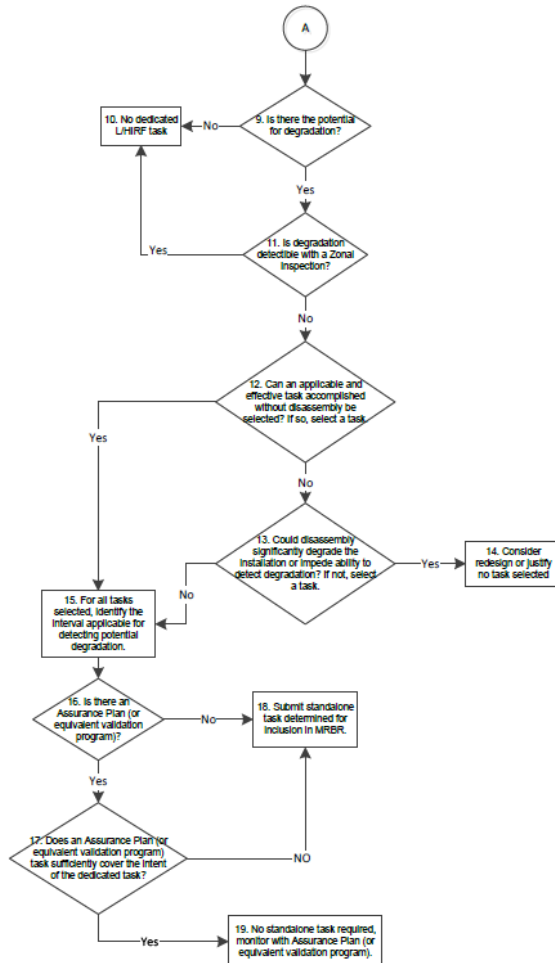 A
9. Is there the potential
for degradation?
10. No dedicated
L/HIRF task
No
Yes
11. Is degradation
detectible with a Zonal
Inspection?
Yes
No
12. Can an applicable and
effective task accomplished
without disassembly be
selected? If so, select a task.
Yes
No
13. Could disassembly
significantly degrade the
Installation or Impede ability to
detect degradation? If not, select
a task.
Yes
14. Consider
redesign or justify
no task selected
No
15. For all tasks
selected, identify the
Interval applicable for
detecting potential
degradation.
16. Is there an
Assurance Plan (or
equivalent validation
program)?
No
18. Submit standalone
task determined for
Inclusion in MRBR.
Yes
17. Does an Assurance Plan (or
equivalent validation program)
task sufficiently cover the Intent
of the dedicated task?
NO
Yes
19. No standalone task required,
monitor with Assurance Plan (or
equivalent validation program).